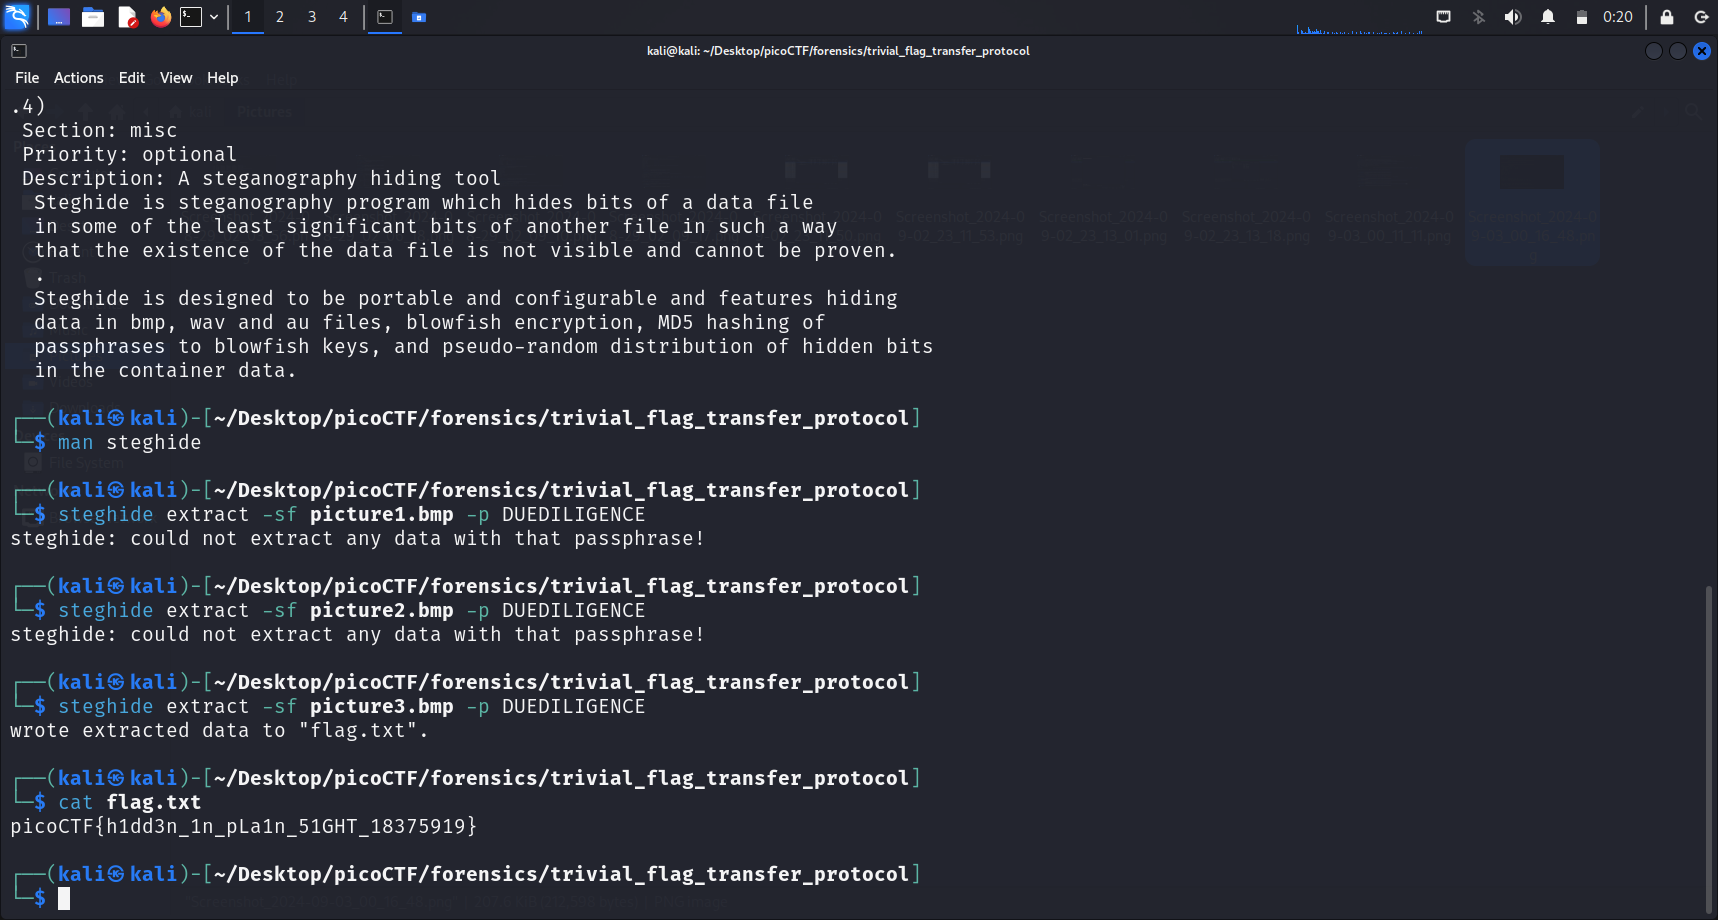 1 2 3 4
0:20
kali@kali: ~/Desktop/picoCTF/forensics/trivial_flag_transfer_protocol
File Actions Edit View Help
.4)
Section: misc
Priority: optional
Description: A steganography hiding tool
Steghide is steganography program which hides bits of a data file
in some of the least significant bits of another file in such a way
that the existence of the data file is not visible and cannot be proven.
.
Steghide is designed to be portable and configurable and features hiding
data in bmp, wav and au files, blowfish encryption, MD5 hashing of
passphrases to blowfish keys, and pseudo-random distribution of hidden bits
in the container data.
┌──(kali㉿kali)-[~/Desktop/picoCTF/forensics/trivial_flag_transfer_protocol]
└─$ man steghide
┌──(kali㉿kali)-[~/Desktop/picoCTF/forensics/trivial_flag_transfer_protocol]
└─$ steghide extract -sf picture1.bmp -p DUEDILIGENCE
steghide: could not extract any data with that passphrase!
┌──(kali㉿kali)-[~/Desktop/picoCTF/forensics/trivial_flag_transfer_protocol]
└─$ steghide extract -sf picture2.bmp -p DUEDILIGENCE
steghide: could not extract any data with that passphrase!
┌──(kali㉿kali)-[~/Desktop/picoCTF/forensics/trivial_flag_transfer_protocol]
└─$ steghide extract -sf picture3.bmp -p DUEDILIGENCE
wrote extracted data to "flag.txt".
┌──(kali㉿kali)-[~/Desktop/picoCTF/forensics/trivial_flag_transfer_protocol]
└─$ cat flag.txt
picoCTF{h1dd3n_1n_pLa1n_51GHT_18375919}
┌──(kali㉿kali)-[~/Desktop/picoCTF/forensics/trivial_flag_transfer_protocol]
└─$